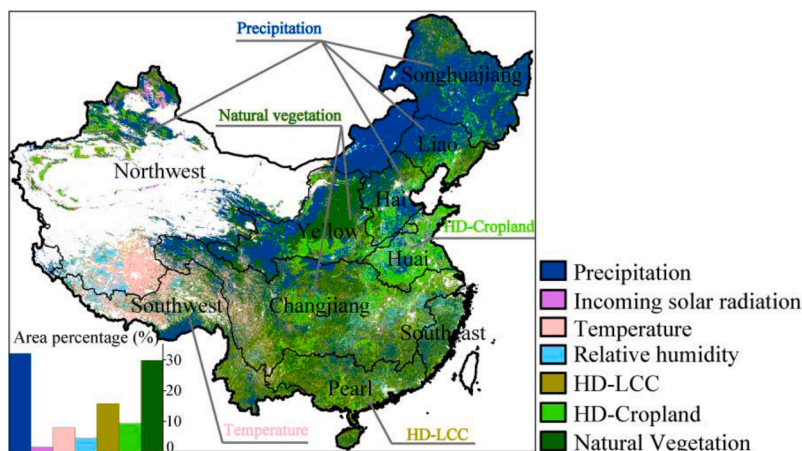 Precipitation
Songhuajiang
Natural vegetation
Liao
Northwest
Hai
Yellow
HD-Cropland
Huai
Southwest
Changjiang
Southeast
Pearl
Temperature
HD-LCC
Area percentage (%)
30
20
10
0
Precipitation
Incoming solar radiation
Temperature
Relative humidity
HD-LCC
HD-Cropland
Natural Vegetation